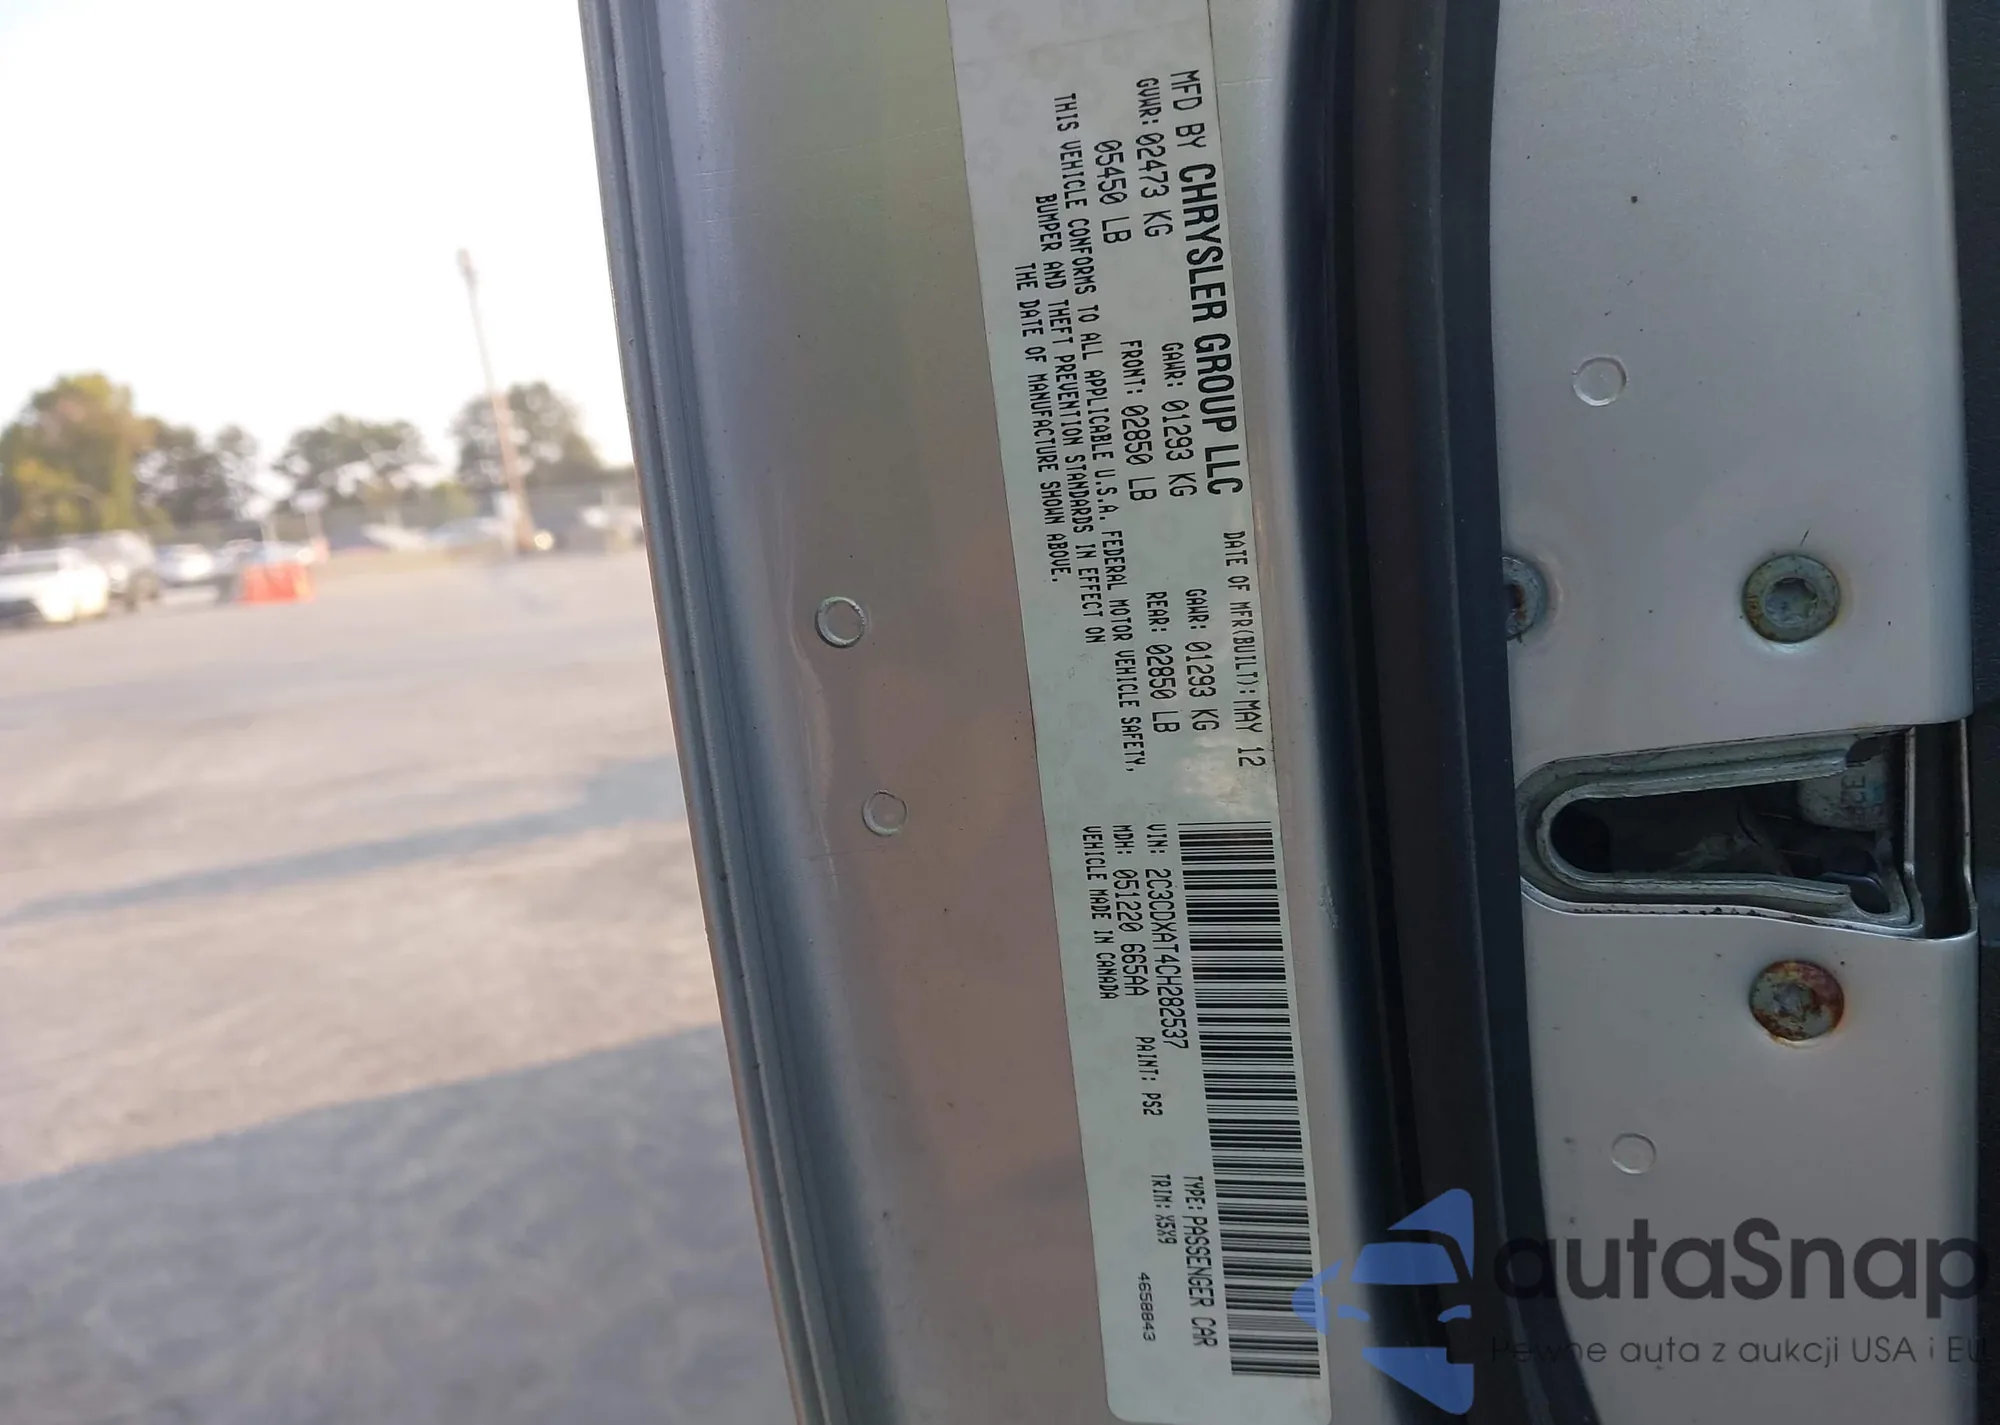 MFD BY CHRYSLER GROUP LLC
DATE OF MFR(BUILT): MAY 12
GVWR: 02473 KG
05450 LB
GAWR: 01293 KG
FRONT: 02850 LB
GAWR: 01293 KG
REAR: 02850 LB
THIS VEHICLE CONFORMS TO ALL APPLICABLE U.S.A. FEDERAL MOTOR VEHICLE SAFETY,
BUMPER AND THEFT PREVENTION STANDARDS IN EFFECT ON
THE DATE OF MANUFACTURE SHOWN ABOVE.
VIN: 2C3CDXAT4CH282537
TYPE: PASSENGER CAR
MDH: 051220 665AA
PAINT: PS2
TRIM: X5X9
VEHICLE MADE IN CANADA
4658843
autaSnap
Pewne auta z aukcji USA i EU